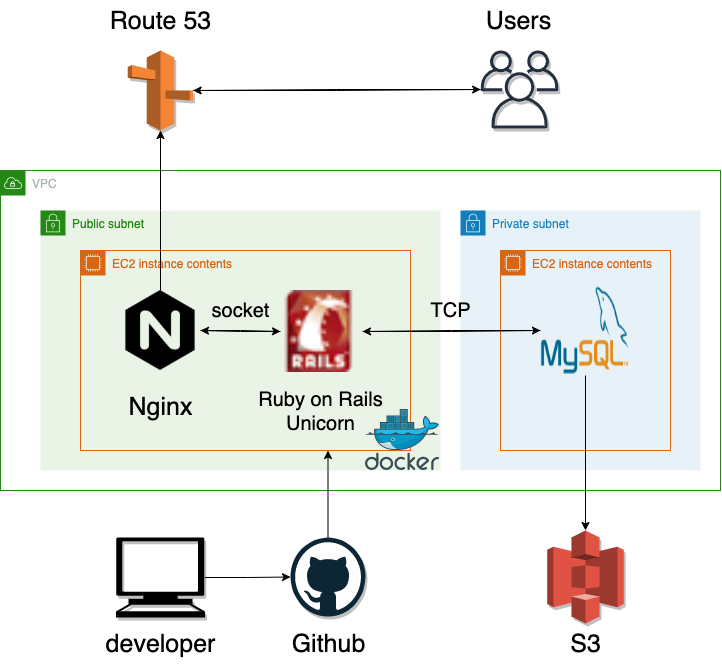 Route 53
Users
VPC
Public subnet
Private subnet
EC2 instance contents
EC2 instance contents
N
socket
RAILS
TCP
MySQL
Nginx
Ruby on Rails
Unicorn
docker
developer
Github
S3